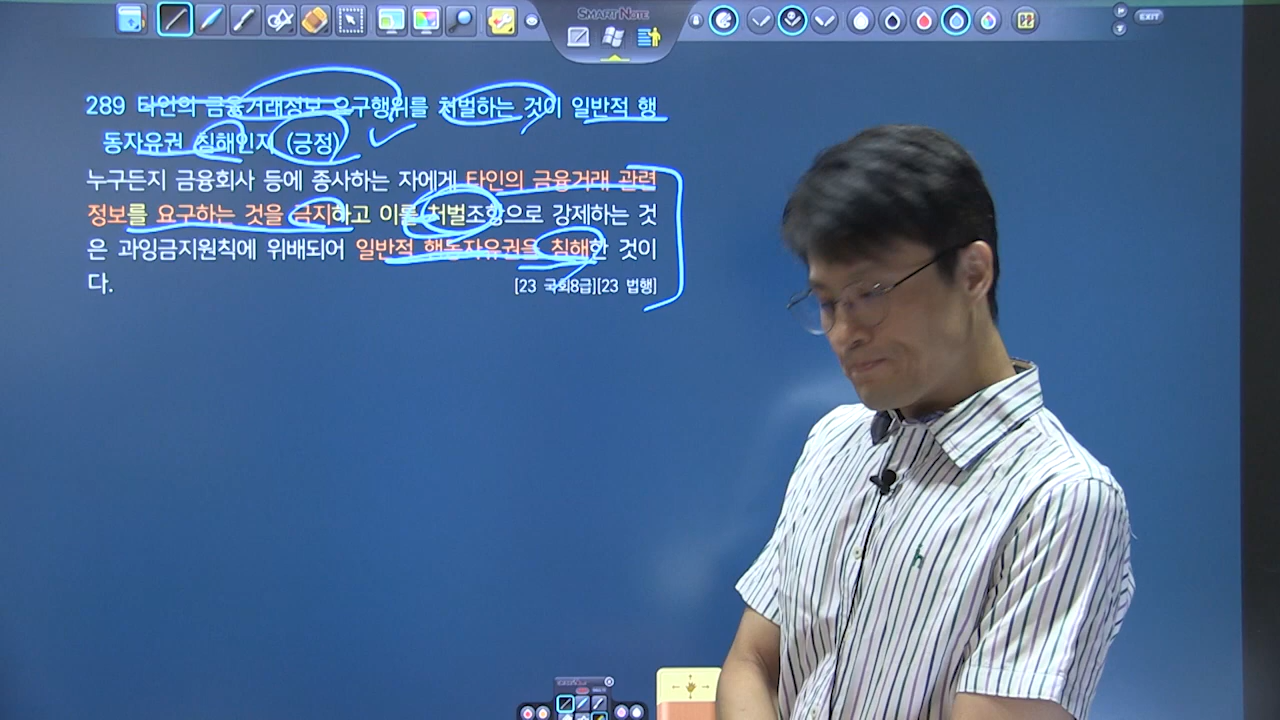 SMART NOTE
EXIT
289 타인의 금융거래정보 요구행위를 처벌하는 것이 일반적 행
동자유권 침해인지 (긍정)
누구든지 금융회사 등에 종사하는 자에게 타인의 금융거래 관련
정보를 요구하는 것을 금지하고 이를 처벌조항으로 강제하는 것
은 과잉금지원칙에 위배되어 일반적 행동자유권을 침해한 것이
다.
[23 국회8급][23 법행]